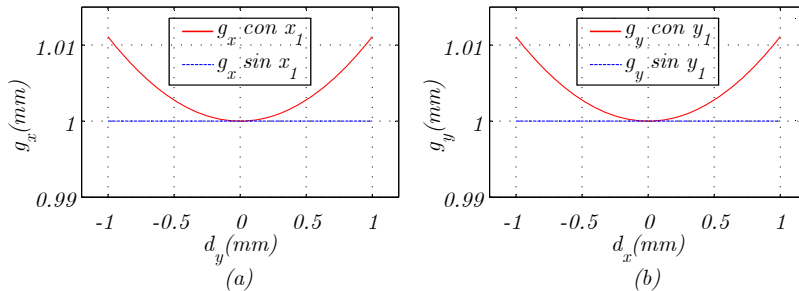 g_x con x_1
g_x sin x_1
1.01
1
0.99
g_x(mm)
-1 -0.5 0 0.5 1
d_y(mm)
(a)
g_y con y_1
g_y sin y_1
1.01
1
0.99
g_y(mm)
-1 -0.5 0 0.5 1
d_x(mm)
(b)